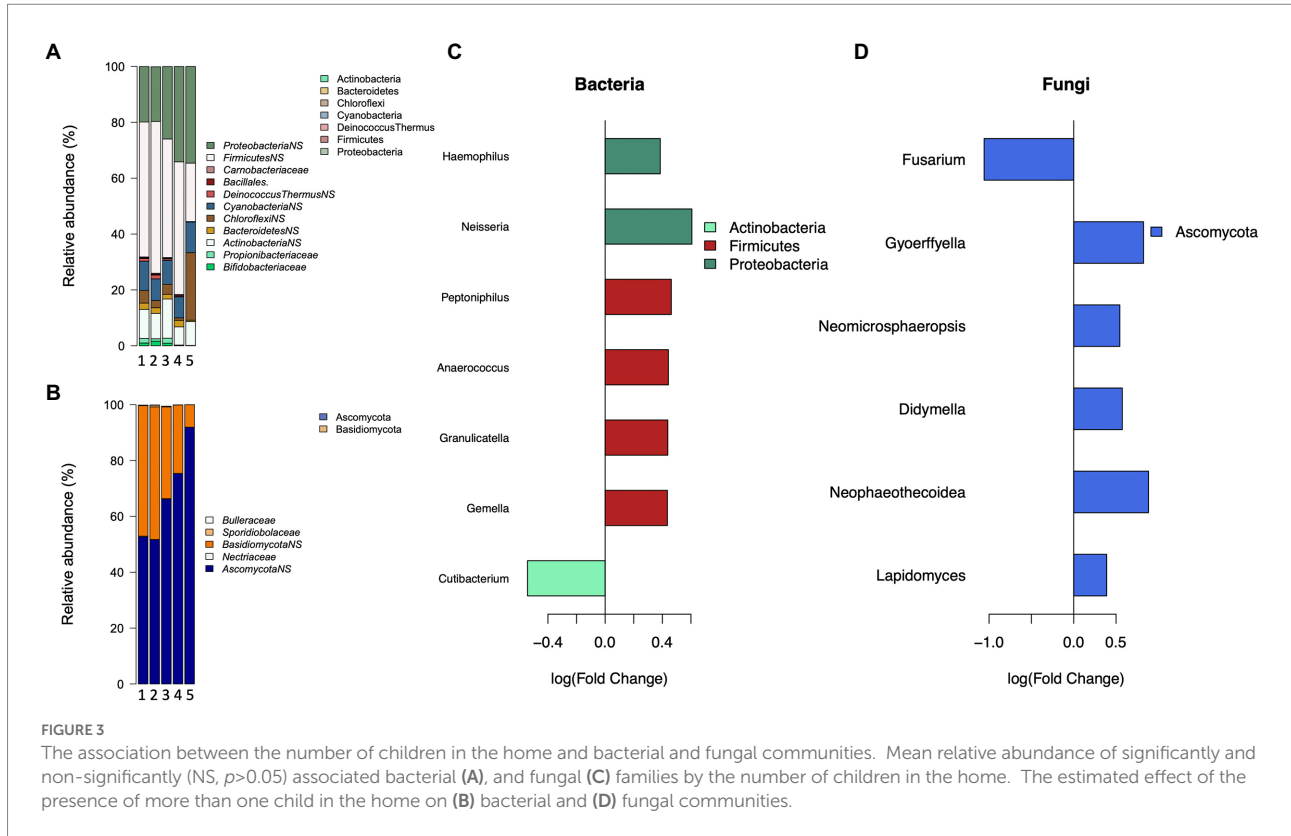 A
Relative abundance (%)
100
80
60
40
20
0
1 2 3 4 5
ProteobacteriaNS
FirmicutesNS
Carnobacteriaceae
Bacillales.
DeinococcusThermusNS
CyanobacteriaNS
ChloroflexiNS
BacteroidetesNS
ActinobacteriaNS
Propionibacteriaceae
Bifidobacteriaceae
Actinobacteria
Bacteroidetes
Chloroflexi
Cyanobacteria
DeinococcusThermus
Firmicutes
Proteobacteria
B
Relative abundance (%)
100
80
60
40
20
0
1 2 3 4 5
Bulleraceae
Sporidiobolaceae
BasidiomycotaNS
Nectriaceae
AscomycotaNS
Ascomycota
Basidiomycota
C
Bacteria
Haemophilus
Neisseria
Peptoniphilus
Anaerococcus
Granulicatella
Gemella
Cutibacterium
−0.4 0.0 0.4
log(Fold Change)
Actinobacteria
Firmicutes
Proteobacteria
D
Fungi
Fusarium
Gyoerffyella
Neomicrosphaeropsis
Didymella
Neophaeothecoidea
Lapidomyces
−1.0 0.0 0.5
log(Fold Change)
Ascomycota
FIGURE 3
The association between the number of children in the home and bacterial and fungal communities. Mean relative abundance of significantly and
non-significantly (NS, p>0.05) associated bacterial (A), and fungal (C) families by the number of children in the home. The estimated effect of the
presence of more than one child in the home on (B) bacterial and (D) fungal communities.